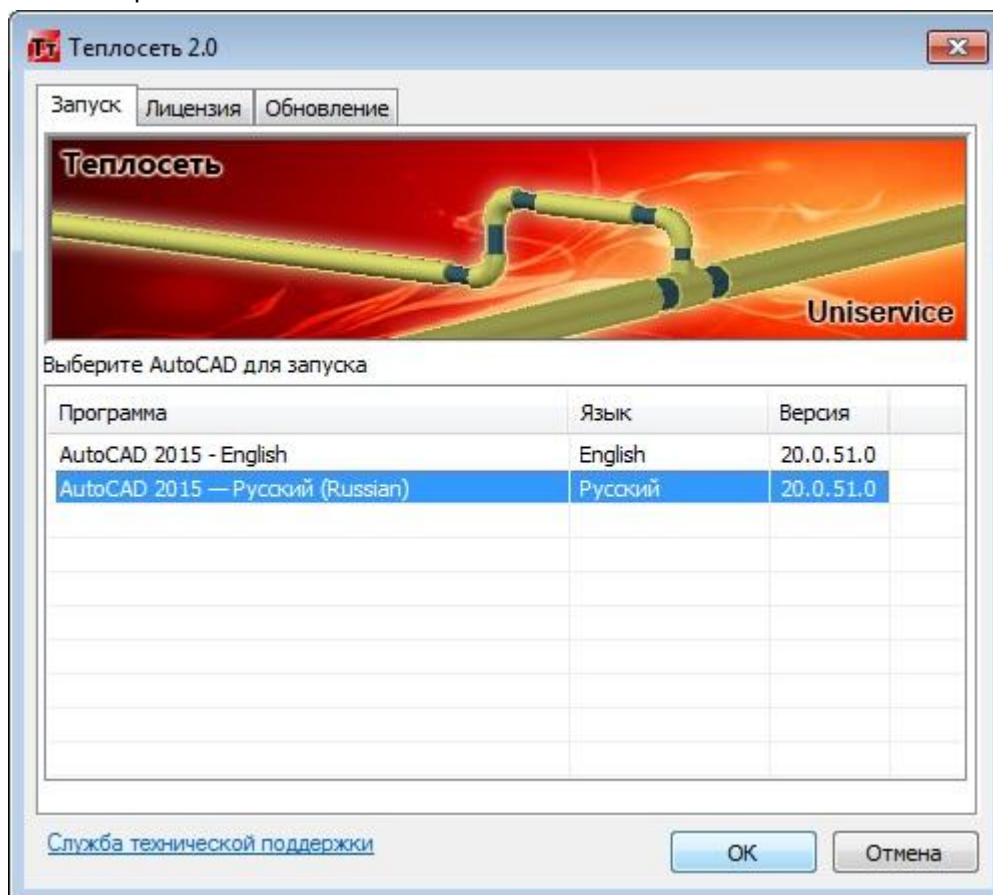 Тт Теплосеть 2.0
Запуск Лицензия Обновление
Теплосеть
Uniservice
Выберите AutoCAD для запуска
Программа Язык Версия
AutoCAD 2015 - English English 20.0.51.0
AutoCAD 2015 — Русский (Russian) Русский 20.0.51.0
Служба технической поддержки OK Отмена